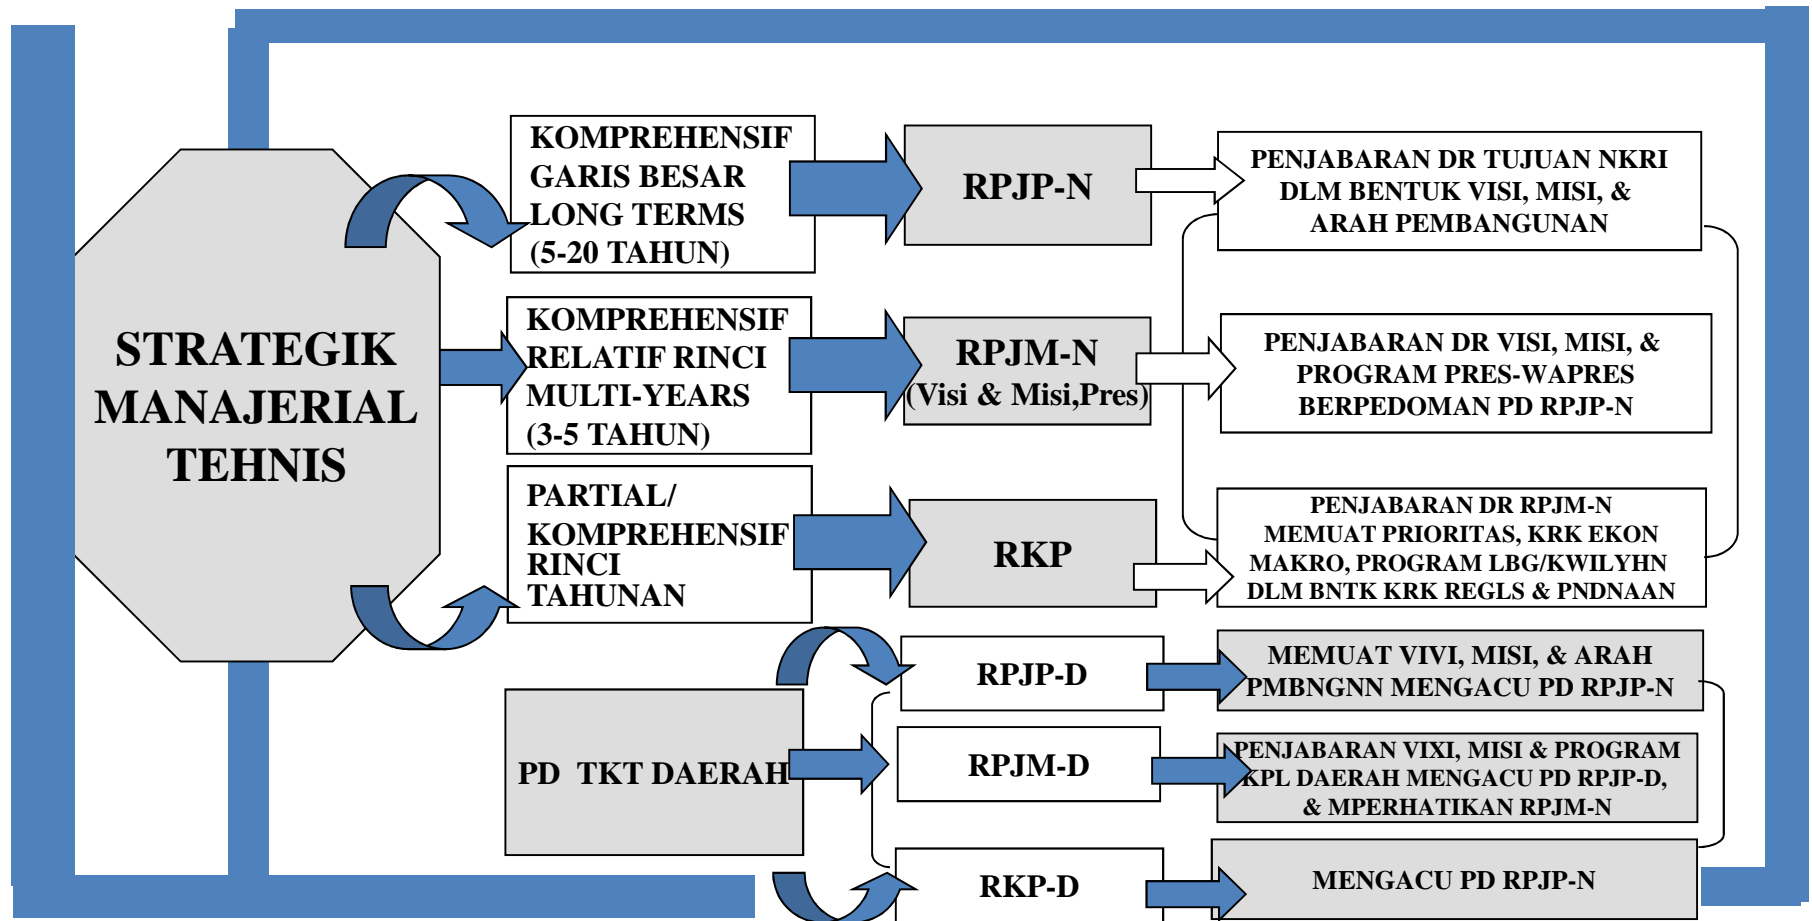 STRATEGIK
MANAJERIAL
TEHNIS
KOMPREHENSIF
GARIS BESAR
LONG TERMS
(5-20 TAHUN)
RPJP-N
PENJABARAN DR TUJUAN NKRI
DLM BENTUK VISI, MISI, &
ARAH PEMBANGUNAN
KOMPREHENSIF
RELATIF RINCI
MULTI-YEARS
(3-5 TAHUN)
RPJM-N
(Visi & Misi,Pres)
PENJABARAN DR VISI, MISI, &
PROGRAM PRES-WAPRES
BERPEDOMAN PD RPJP-N
PARTIAL/
KOMPREHENSIF
RINCI
TAHUNAN
RKP
PENJABARAN DR RPJM-N
MEMUAT PRIORITAS, KRK EKON
MAKRO, PROGRAM LBG/KWILYHN
DLM BNTK KRK REGLS & PNDNAAN
PD TKT DAERAH
RPJP-D
MEMUAT VIVI, MISI, & ARAH
PMBNGNN MENGACU PD RPJP-N
RPJM-D
PENJABARAN VIXI, MISI & PROGRAM
KPL DAERAH MENGACU PD RPJP-D,
& MPERHATIKAN RPJM-N
RKP-D
MENGACU PD RPJP-N